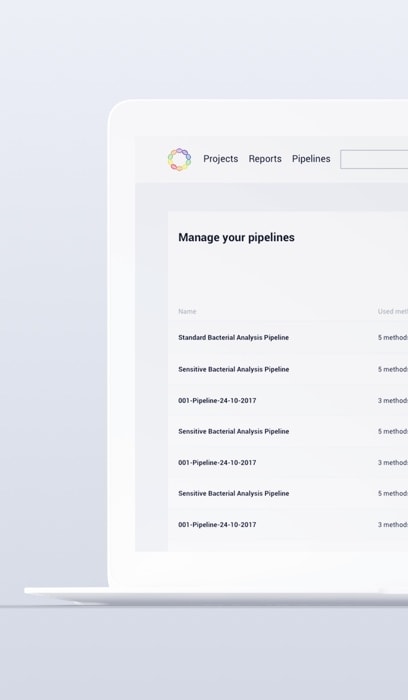 Projects Reports Pipelines
Manage your pipelines
Name Used meth
Standard Bacterial Analysis Pipeline 5 methods
Sensitive Bacterial Analysis Pipeline 5 methods
001-Pipeline-24-10-2017 3 methods
Sensitive Bacterial Analysis Pipeline 5 methods
001-Pipeline-24-10-2017 3 methods
Sensitive Bacterial Analysis Pipeline 5 methods
001-Pipeline-24-10-2017 3 methods